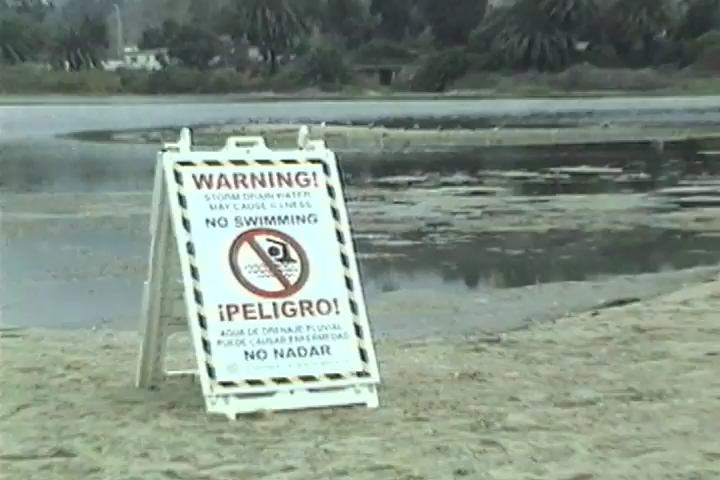 WARNING!
STORM DRAIN WATER
MAY CAUSE ILLNESS
NO SWIMMING
¡PELIGRO!
AGUA DE DRENAJE PLUVIAL
PUEDE CAUSAR ENFERMEDAD
NO NADAR